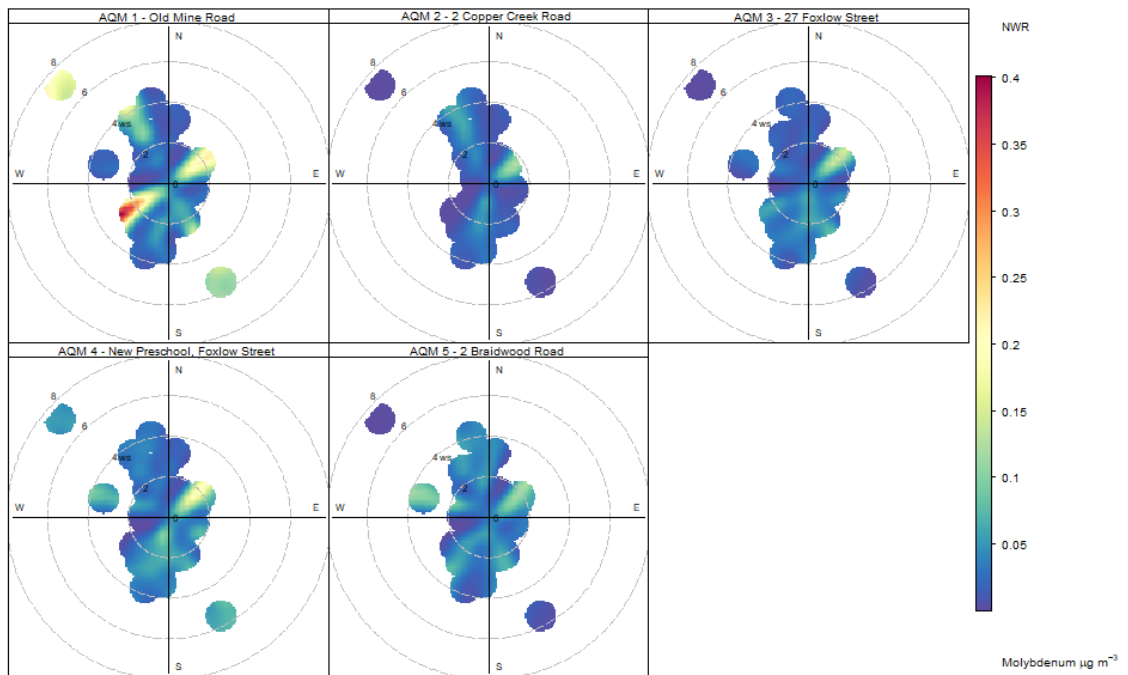 AQM 1 - Old Mine Road
AQM 2 - 2 Copper Creek Road
AQM 3 - 27 Foxlow Street
NWR
N
8
6
4 ws
2
0
W
E
S
N
8
6
4 ws
2
0
W
E
S
N
8
6
4 ws
2
0
W
E
S
0.4
0.35
0.3
0.25
0.2
0.15
0.1
0.05
AQM 4 - New Preschool, Foxlow Street
AQM 5 - 2 Braidwood Road
N
8
6
4 ws
2
0
W
E
S
N
8
6
4 ws
2
0
W
E
S
Molybdenum µg m⁻³